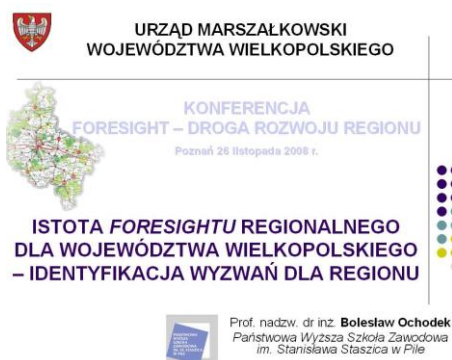 URZĄD MARSZAŁKOWSKI
WOJEWÓDZTWA WIELKOPOLSKIEGO
KONFERENCJA
FORESIGHT – DROGA ROZWOJU REGIONU
Poznań 26 listopada 2008 r.
ISTOTA FORESIGHTU REGIONALNEGO
DLA WOJEWÓDZTWA WIELKOPOLSKIEGO
– IDENTYFIKACJA WYZWAŃ DLA REGIONU
Prof. nadzw. dr inż. Bolesław Ochodek
Państwowa Wyższa Szkoła Zawodowa
im. Stanisława Staszica w Pile